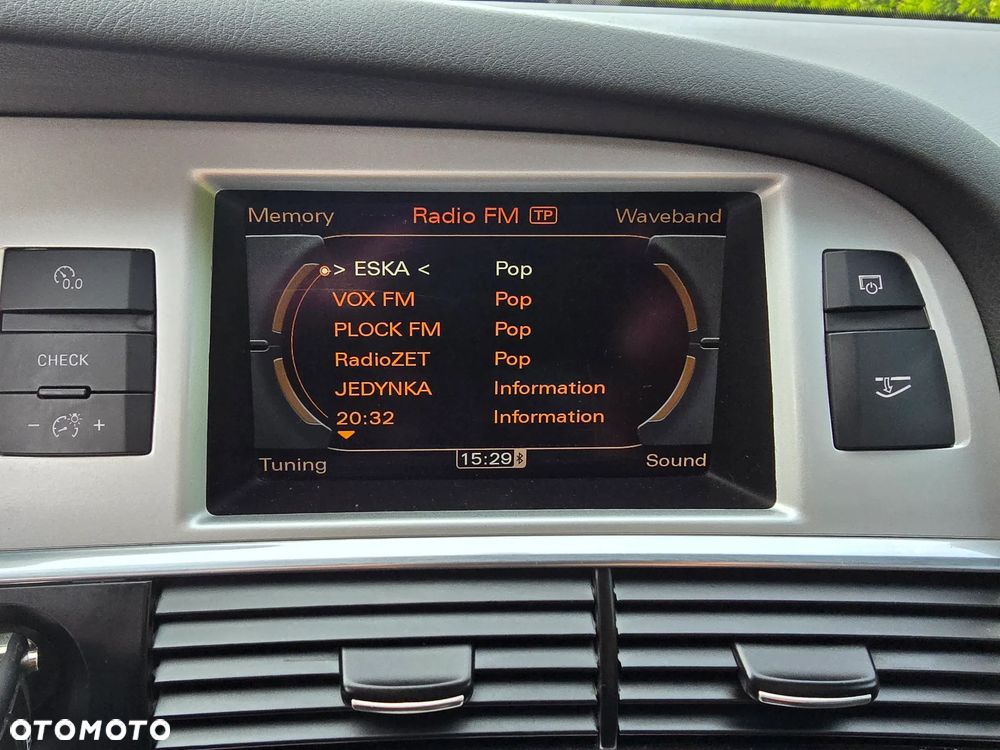 Memory Radio FM TP Waveband
> ESKA < Pop
VOX FM Pop
PLOCK FM Pop
RadioZET Pop
JEDYNKA Information
20:32 Information
Tuning 15:29 Sound
0.0
CHECK
- +
OTOMOTO